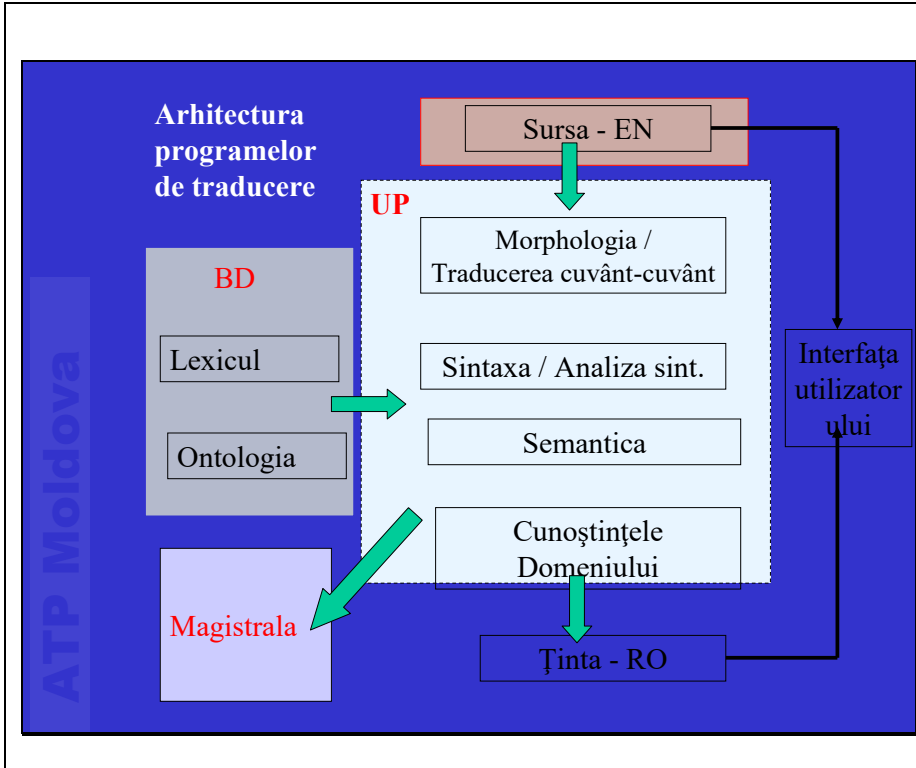 Arhitectura
programelor
de traducere
Sursa - EN
UP
Morphologia /
Traducerea cuvânt-cuvânt
BD
Lexicul
Sintaxa / Analiza sint.
Interfaţa
utilizator
ului
Ontologia
Semantica
Cunoştinţele
Domeniului
Magistrala
Ţinta - RO
ATP Moldova